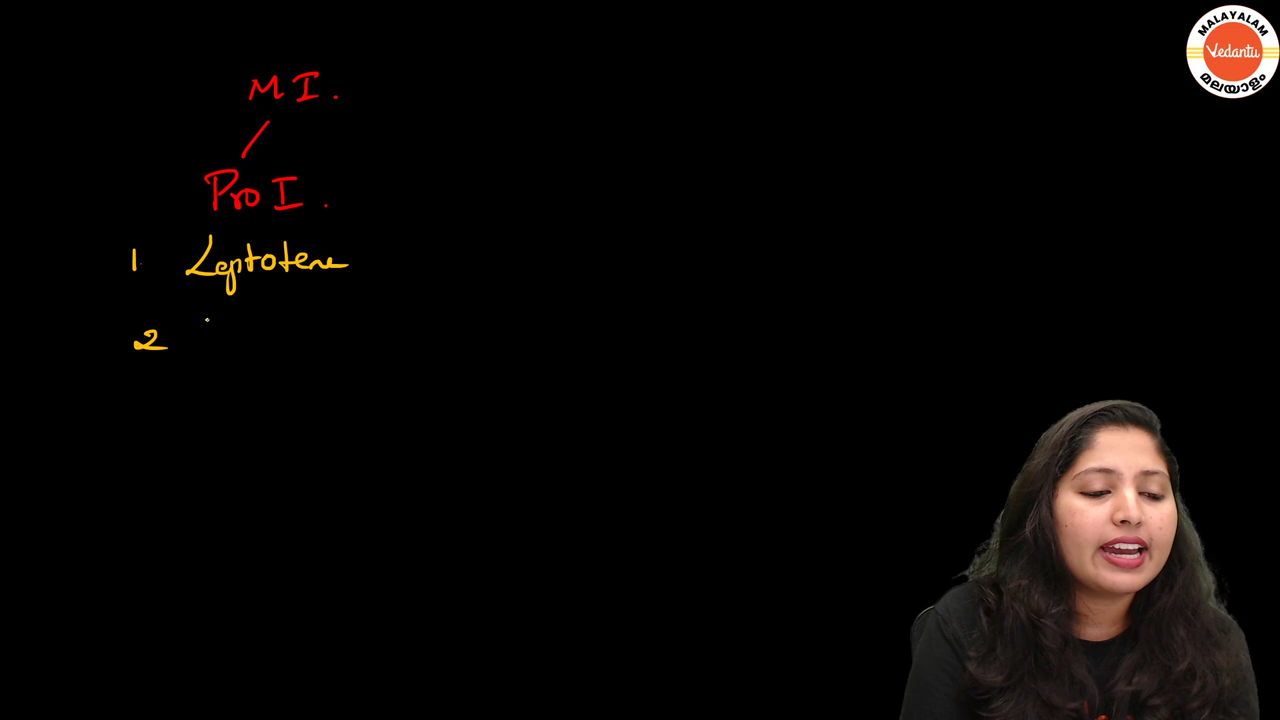 M I.
Pro I.
1. Leptotene
2
MALAYALAM
Vedantu
മലയാളം